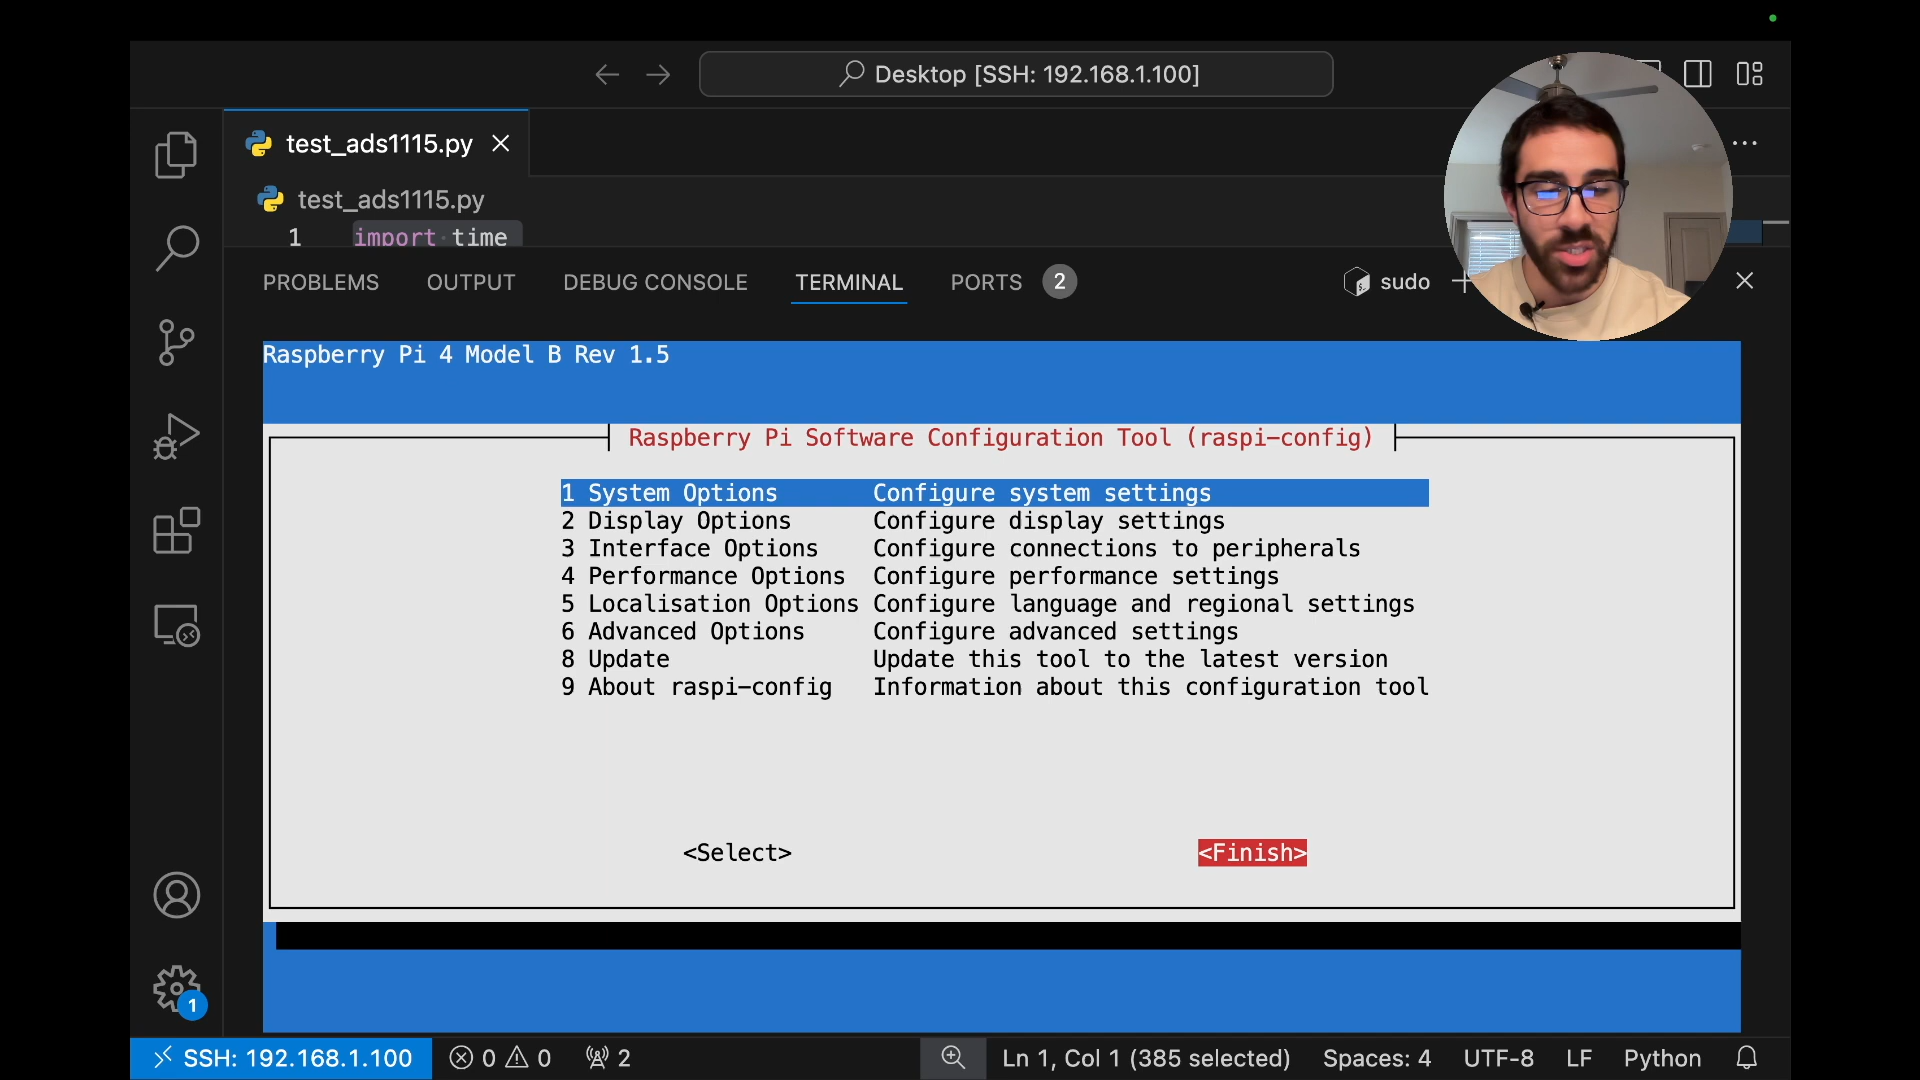 Desktop [SSH: 192.168.1.100]
test_ads1115.py
test_ads1115.py
1 import time
PROBLEMS OUTPUT DEBUG CONSOLE TERMINAL PORTS 2 sudo
Raspberry Pi 4 Model B Rev 1.5
Raspberry Pi Software Configuration Tool (raspi-config)
1 System Options Configure system settings
2 Display Options Configure display settings
3 Interface Options Configure connections to peripherals
4 Performance Options Configure performance settings
5 Localisation Options Configure language and regional settings
6 Advanced Options Configure advanced settings
8 Update Update this tool to the latest version
9 About raspi-config Information about this configuration tool
<Select> <Finish>
1
SSH: 192.168.1.100 0 0 2 Ln 1, Col 1 (385 selected) Spaces: 4 UTF-8 LF Python